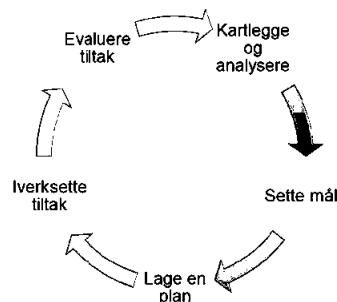 Evaluere
tiltak
Kartlegge
og
analysere
Sette mål
Lage en
plan
Iverksette
tiltak